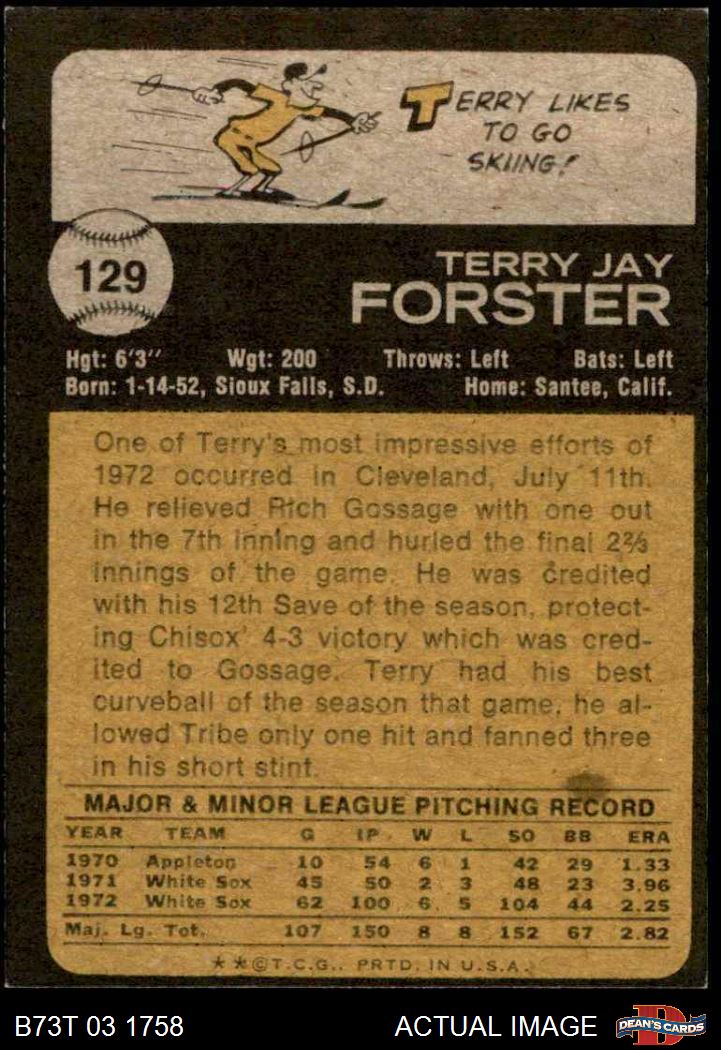 TERRY LIKES
TO GO
SKIING!
129
TERRY JAY
FORSTER
Hgt: 6'3" Wgt: 200 Throws: Left Bats: Left
Born: 1-14-52, Sioux Falls, S.D. Home: Santee, Calif.
One of Terry's most impressive efforts of
1972 occurred in Cleveland, July 11th.
He relieved Rich Gossage with one out
in the 7th inning and hurled the final 2⅔
innings of the game. He was credited
with his 12th Save of the season, protect-
ing Chisox' 4-3 victory which was cred-
ited to Gossage. Terry had his best
curveball of the season that game, he al-
lowed Tribe only one hit and fanned three
in his short stint.
MAJOR & MINOR LEAGUE PITCHING RECORD
YEAR TEAM G IP W L SO BB ERA
1970 Appleton 10 54 6 1 42 29 1.33
1971 White Sox 45 50 2 3 48 23 3.96
1972 White Sox 62 100 6 5 104 44 2.25
Maj. Lg. Tot. 107 150 8 8 152 67 2.82
**©T.C.G. PRTD. IN U.S.A.
B73T 03 1758 ACTUAL IMAGE DEAN'S CARDS